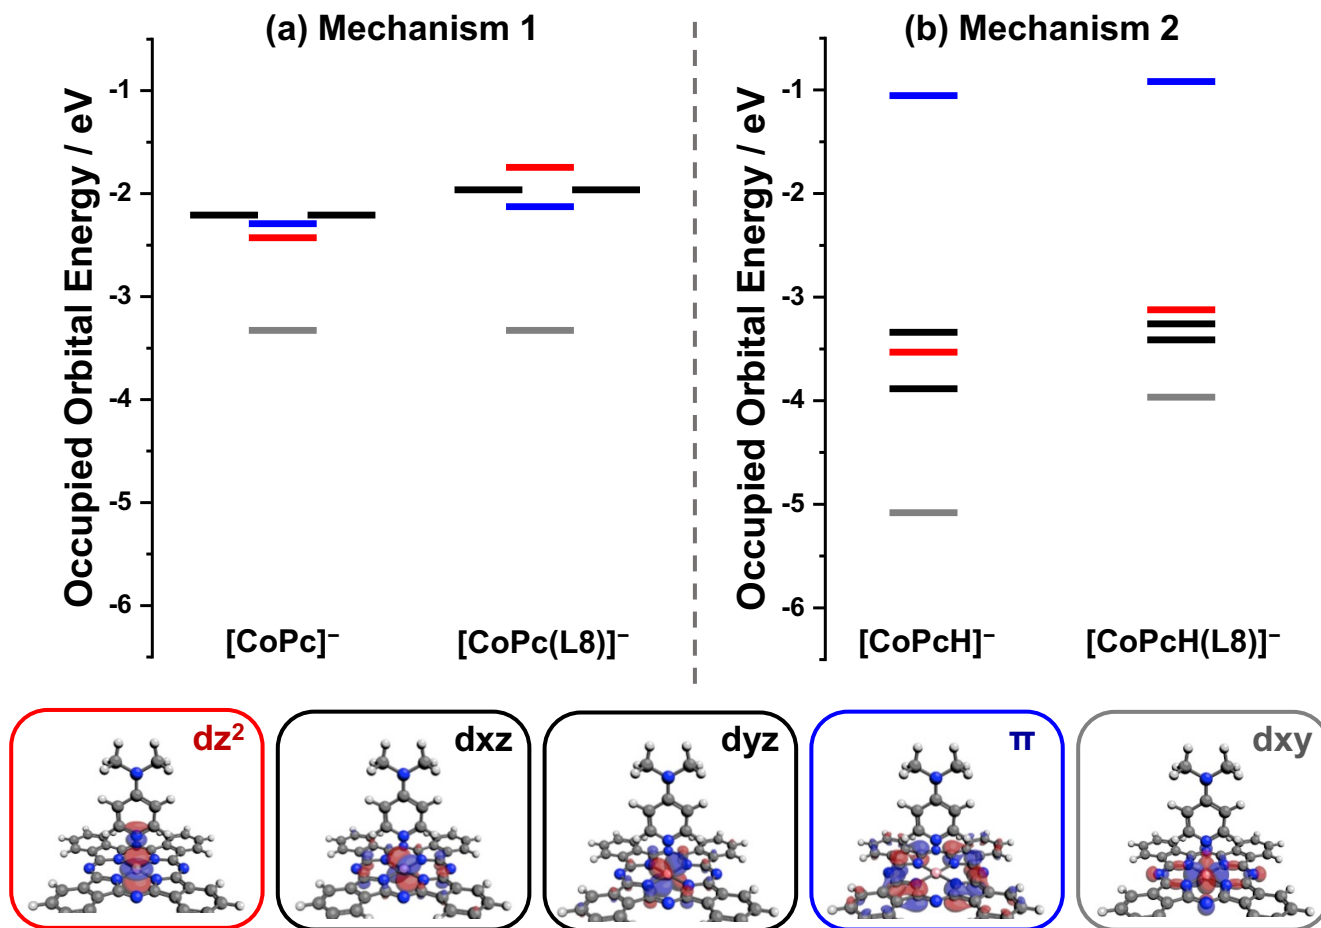 (a) Mechanism 1
(b) Mechanism 2
Occupied Orbital Energy / eV
-1
-2
-3
-4
-5
-6
[CoPc]⁻
[CoPc(L8)]⁻
Occupied Orbital Energy / eV
-1
-2
-3
-4
-5
-6
[CoPcH]⁻
[CoPcH(L8)]⁻
dz²
dxz
dyz
π
dxy